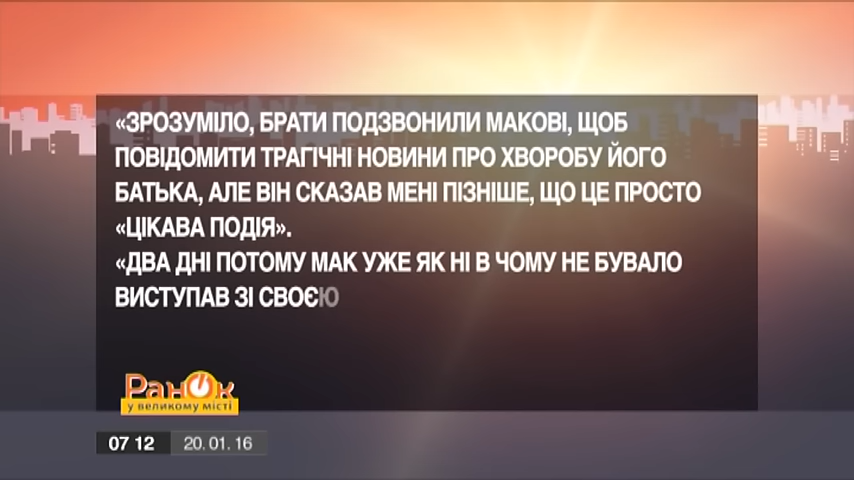 «ЗРОЗУМІЛО, БРАТИ ПОДЗВОНИЛИ МАКОВІ, ЩОБ
ПОВІДОМИТИ ТРАГІЧНІ НОВИНИ ПРО ХВОРОБУ ЙОГО
БАТЬКА, АЛЕ ВІН СКАЗАВ МЕНІ ПІЗНІШЕ, ЩО ЦЕ ПРОСТО
«ЦІКАВА ПОДІЯ».
«ДВА ДНІ ПОТОМУ МАК УЖЕ ЯК НІ В ЧОМУ НЕ БУВАЛО
ВИСТУПАВ ЗІ СВОЄЮ
Ранок
у великому місті
07 12 20. 01. 16